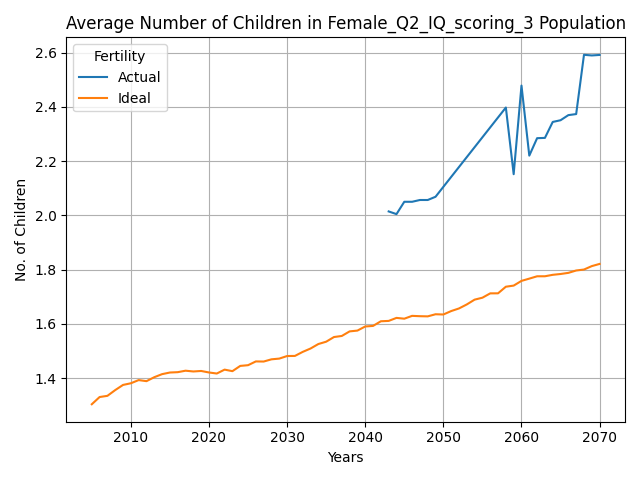 Average Number of Children in Female_Q2_IQ_scoring_3 Population
No. of Children
2.6
2.4
2.2
2.0
1.8
1.6
1.4
Fertility
Actual
Ideal
2010 2020 2030 2040 2050 2060 2070
Years